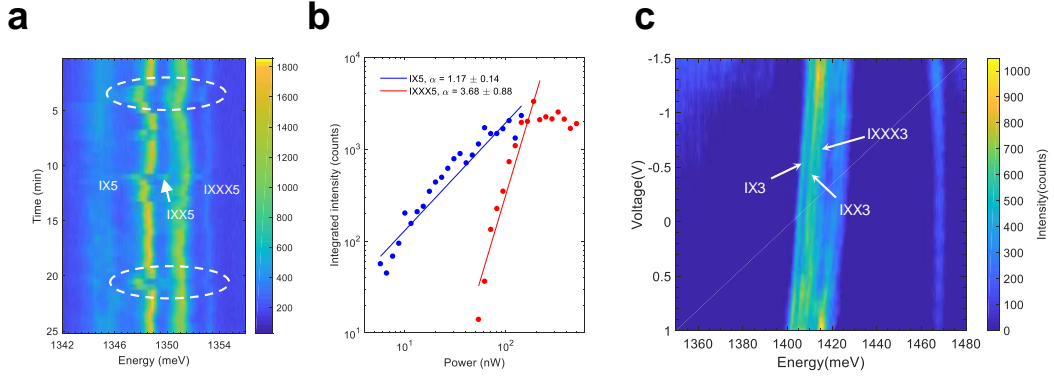 a
b
c
IX5
IXX5
IXXX5
5
10
15
20
25
Time (min)
1342
1346
1350
1354
Energy (meV)
1800
1600
1400
1200
1000
800
600
400
200
IX5, α = 1.17 ± 0.14
IXXX5, α = 3.68 ± 0.88
10^4
10^3
10^2
10^1
Integrated intensity (counts)
10^1
10^2
Power (nW)
IXXX3
IX3
IXX3
-1.5
-1
-0.5
0
0.5
1
Voltage(V)
1360
1380
1400
1420
1440
1460
1480
Energy(meV)
1000
900
800
700
600
500
400
300
200
100
0
Intensity(counts)